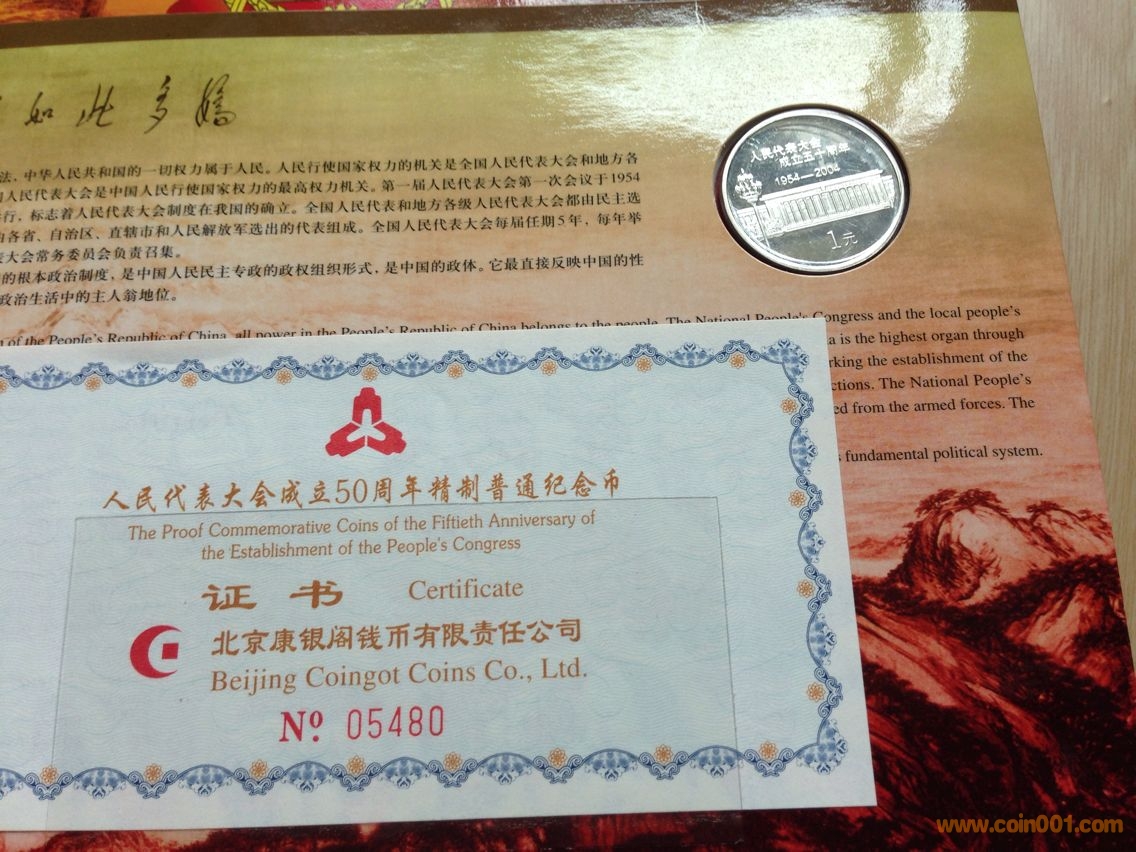 如此多娇
法,中华人民共和国的一切权力属于人民。人民行使国家权力的机关是全国人民代表大会和地方各
人民代表大会是中国人民行使国家权力的最高权力机关。第一届人民代表大会第一次会议于1954
行,标志着人民代表大会制度在我国的确立。全国人民代表和地方各级人民代表大会都由民主选
由各省、自治区、直辖市和人民解放军选出的代表组成。全国人民代表大会每届任期5年,每年举
表大会常务委员会负责召集。
的根本政治制度,是中国人民民主专政的政权组织形式,是中国的政体。它最直接反映中国的性
政治生活中的主人翁地位。
人民代表大会
成立五十周年
1954—2004
1元
of the People's Republic of China, all power in the People's Republic of China belongs to the people. The National People's Congress and the local people's
is the highest organ through
rking the establishment of the
ctions. The National People's
ed from the armed forces. The
fundamental political system.
人民代表大会成立50周年精制普通纪念币
The Proof Commemorative Coins of the Fiftieth Anniversary of
the Establishment of the People's Congress
证书 Certificate
北京康银阁钱币有限责任公司
Beijing Coingot Coins Co., Ltd.
Nº 05480
www.coin001.com